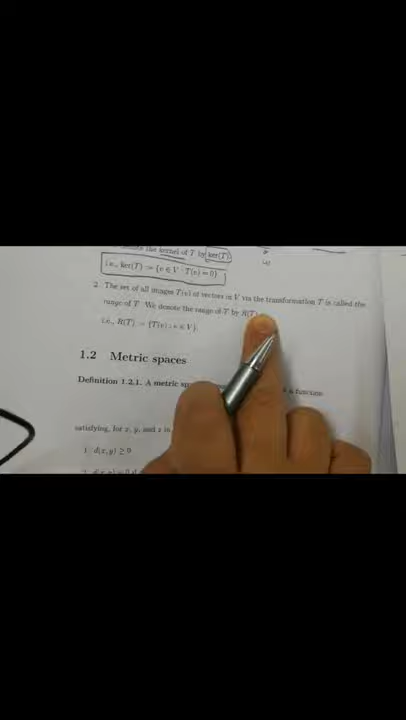 the kernel of T by ker(T)
i.e., ker(T) := {v ∈ V : T(v) = 0}
2. The set of all images T(v) of vectors in V via the transformation T is called the
range of T. We denote the range of T by R(T)
i.e., R(T) := {T(v) : v ∈ V}.
1.2 Metric spaces
Definition 1.2.1. A metric is a function
satisfying, for x, y, and z in
1. d(x, y) ≥ 0